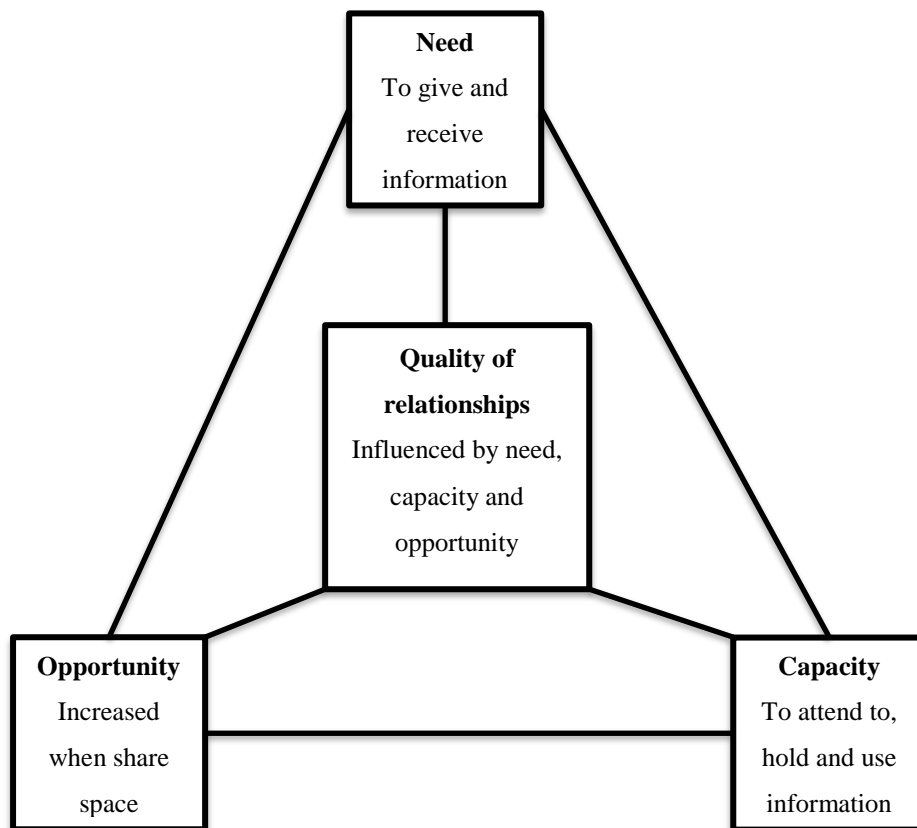 Need
To give and
receive
information
Quality of
relationships
Influenced by need,
capacity and
opportunity
Opportunity
Increased
when share
space
Capacity
To attend to,
hold and use
information